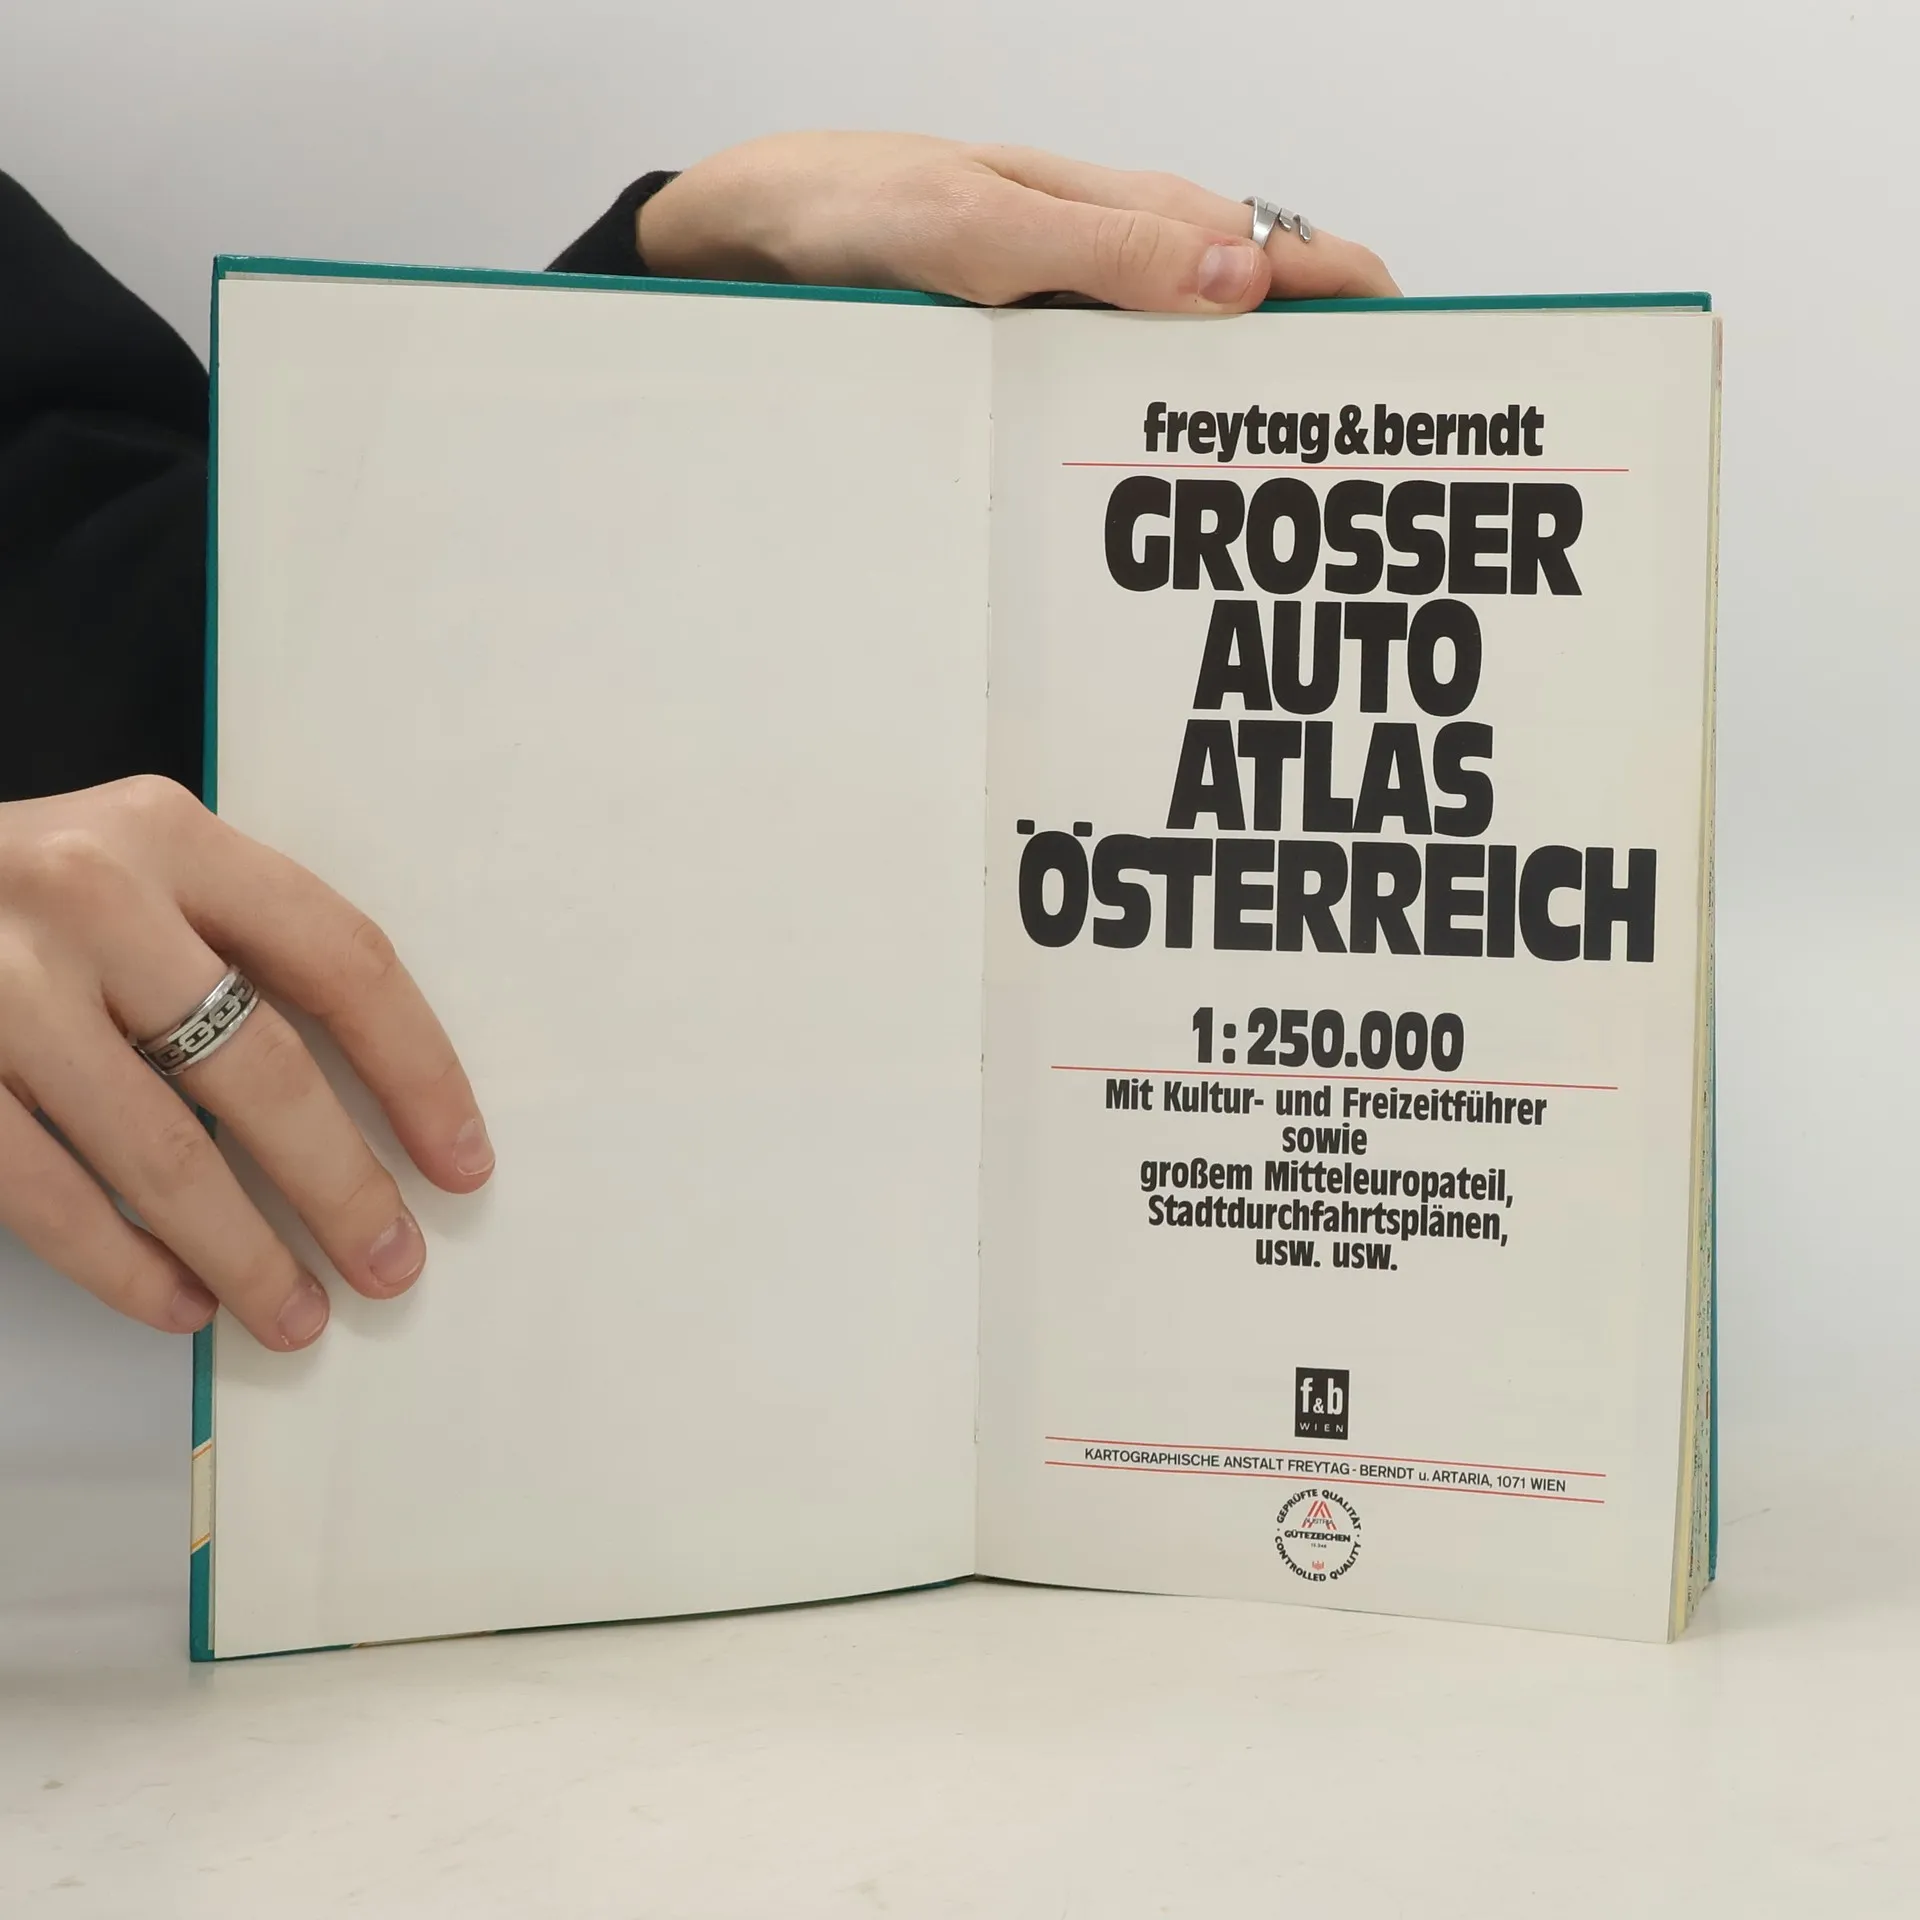 freytag&berndt
GROSSER
AUTO
ATLAS
ÖSTERREICH
1:250.000
Mit Kultur- und Freizeitführer
sowie
großem Mitteleuropateil,
Stadtdurchfahrtsplänen,
usw. usw.
f&b
WIEN
KARTOGRAPHISCHE ANSTALT FREYTAG-BERNDT u. ARTARIA, 1071 WIEN
GEPRÜFTE QUALITÄT
AUSTRIA
GÜTEZEICHEN
CONTROLLED QUALITY